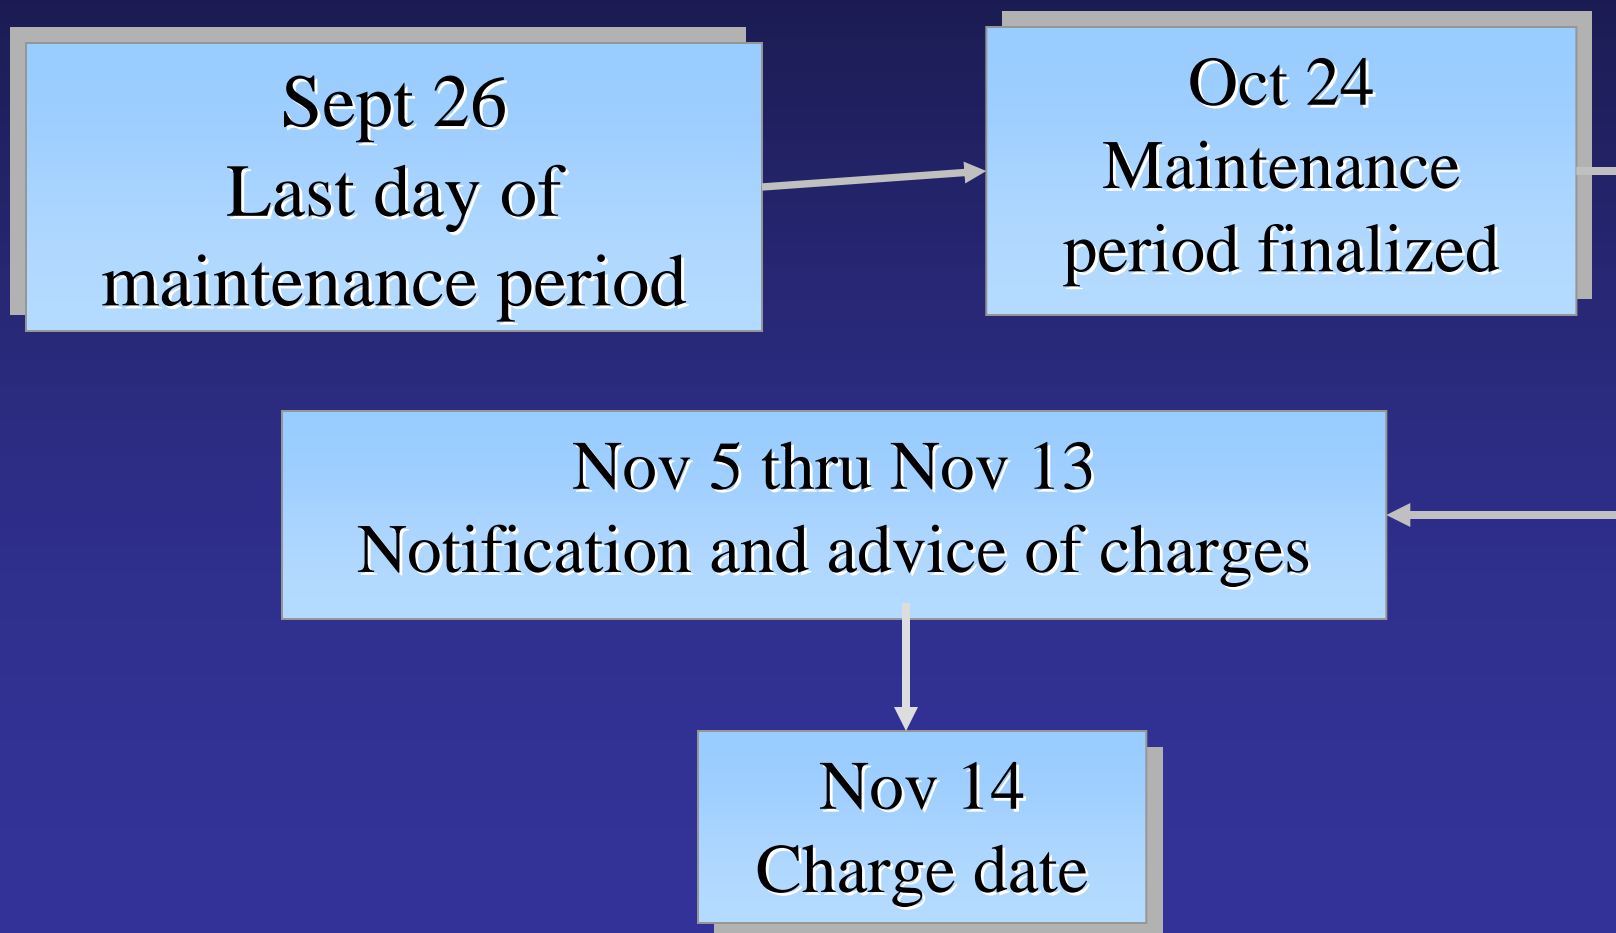 Sept 26
Last day of
maintenance period
Oct 24
Maintenance
period finalized
Nov 5 thru Nov 13
Notification and advice of charges
Nov 14
Charge date